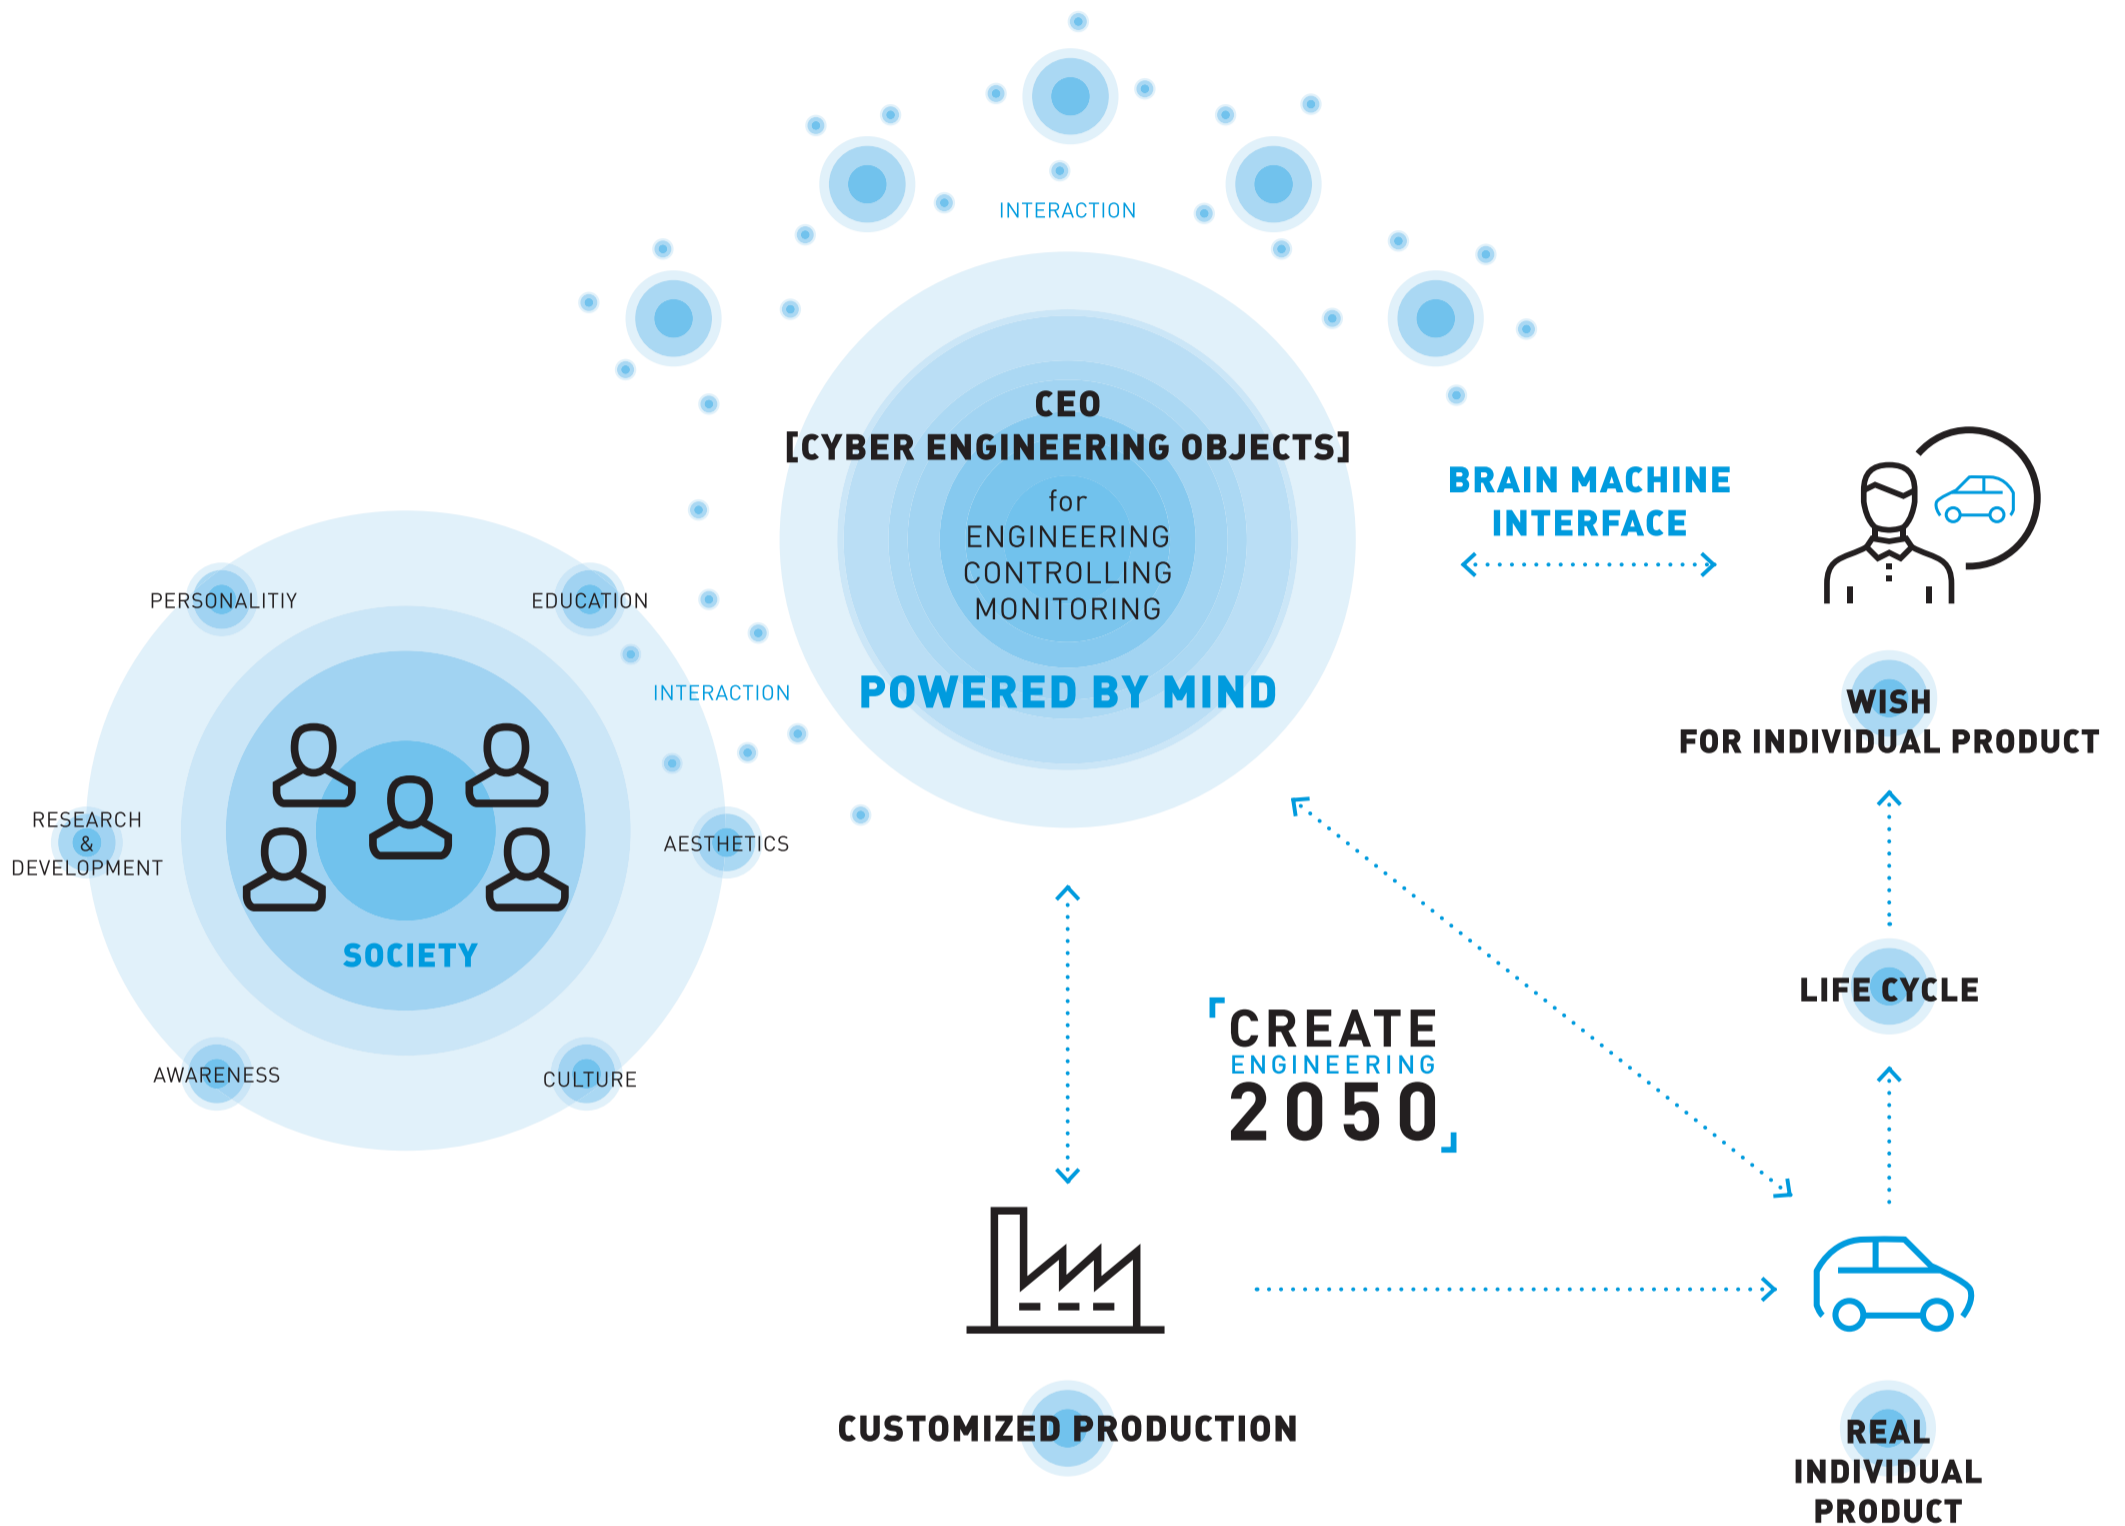 INTERACTION
CEO
[CYBER ENGINEERING OBJECTS]
for
ENGINEERING
CONTROLLING
MONITORING
POWERED BY MIND
BRAIN MACHINE
INTERFACE
WISH
FOR INDIVIDUAL PRODUCT
LIFE CYCLE
PERSONALITIY
EDUCATION
INTERACTION
RESEARCH
&
DEVELOPMENT
AESTHETICS
SOCIETY
AWARENESS
CULTURE
CREATE
ENGINEERING
2050
CUSTOMIZED PRODUCTION
REAL
INDIVIDUAL
PRODUCT